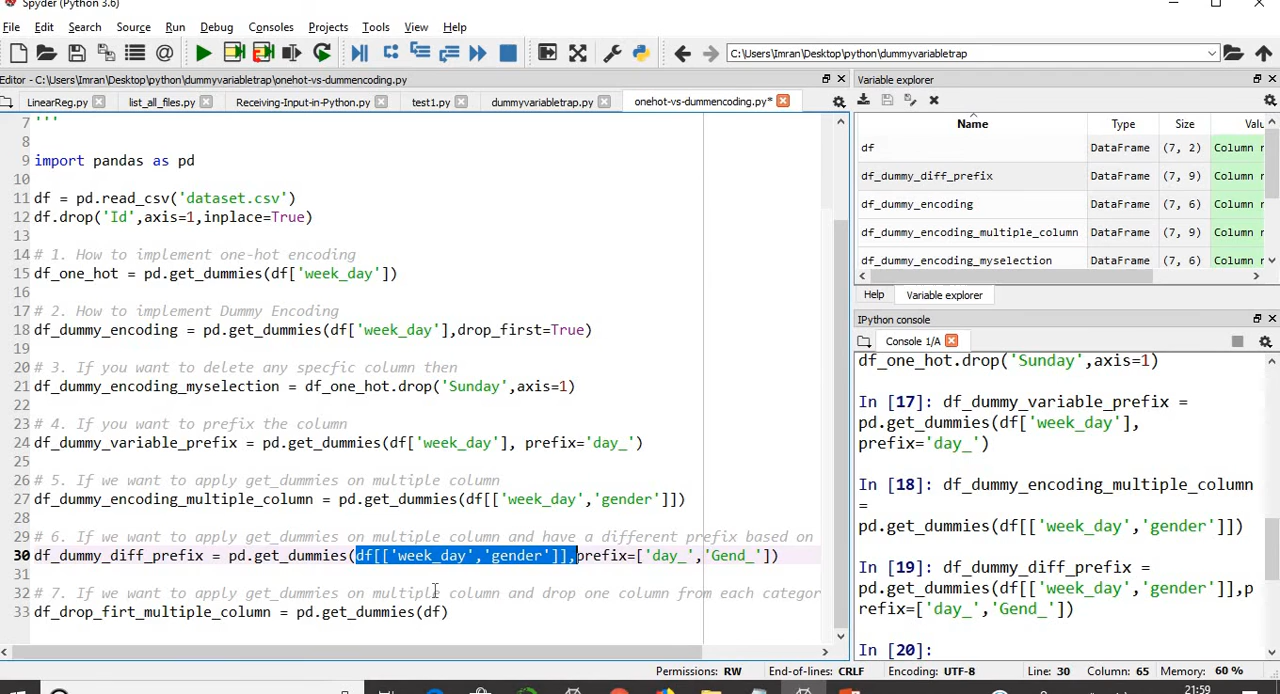 Spyder (Python 3.6)
File Edit Search Source Run Debug Consoles Projects Tools View Help
C:\Users\Imran\Desktop\python\dummyvariabletrap
Editor - C:\Users\Imran\Desktop\python\dummyvariabletrap\onehot-vs-dummencoding.py
LinearReg.py list_all_files.py Receiving-Input-in-Python.py test1.py dummyvariabletrap.py onehot-vs-dummencoding.py*
7 '''
8
9 import pandas as pd
10
11 df = pd.read_csv('dataset.csv')
12 df.drop('Id',axis=1,inplace=True)
13
14 # 1. How to implement one-hot encoding
15 df_one_hot = pd.get_dummies(df['week_day'])
16
17 # 2. How to implement Dummy Encoding
18 df_dummy_encoding = pd.get_dummies(df['week_day'],drop_first=True)
19
20 # 3. If you want to delete any specfic column then
21 df_dummy_encoding_myselection = df_one_hot.drop('Sunday',axis=1)
22
23 # 4. If you want to prefix the column
24 df_dummy_variable_prefix = pd.get_dummies(df['week_day'], prefix='day_')
25
26 # 5. If we want to apply get_dummies on multiple column
27 df_dummy_encoding_multiple_column = pd.get_dummies(df[['week_day','gender']])
28
29 # 6. If we want to apply get_dummies on multiple column and have a different prefix based on
30 df_dummy_diff_prefix = pd.get_dummies(df[['week_day','gender']],prefix=['day_','Gend_'])
31
32 # 7. If we want to apply get_dummies on multiple column and drop one column from each categor
33 df_drop_firt_multiple_column = pd.get_dummies(df)
Variable explorer
Name Type Size Valu
df DataFrame (7, 2) Column r
df_dummy_diff_prefix DataFrame (7, 9) Column r
df_dummy_encoding DataFrame (7, 6) Column r
df_dummy_encoding_multiple_column DataFrame (7, 9) Column r
df_dummy_encoding_myselection DataFrame (7, 6) Column r
Help Variable explorer
IPython console
Console 1/A
df_one_hot.drop('Sunday',axis=1)
In [17]: df_dummy_variable_prefix =
pd.get_dummies(df['week_day'],
prefix='day_')
In [18]: df_dummy_encoding_multiple_column
=
pd.get_dummies(df[['week_day','gender']])
In [19]: df_dummy_diff_prefix =
pd.get_dummies(df[['week_day','gender']],p
refix=['day_','Gend_'])
In [20]:
Permissions: RW End-of-lines: CRLF Encoding: UTF-8 Line: 30 Column: 65 Memory: 60 %
21:59